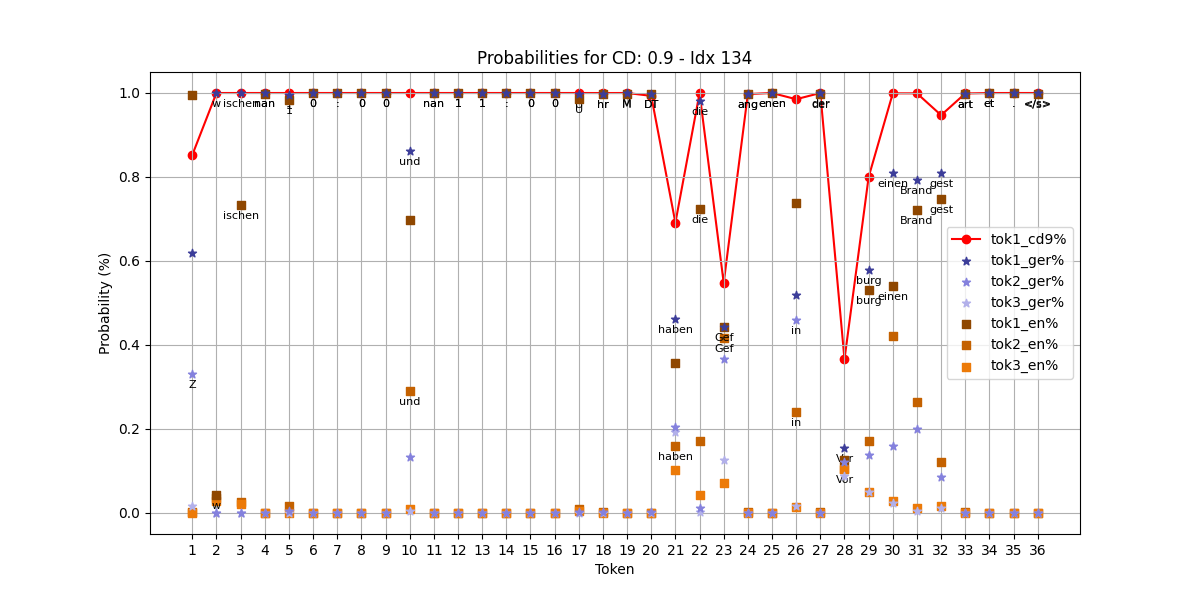 Probabilities for CD: 0.9 - Idx 134
Probability (%)
1.0
0.8
0.6
0.4
0.2
0.0
w ischen nan 1 0 : 0 0 nan 1 1 : 0 0 U hr M DT die ang enen der art et . </s>
1 U die
und
ischen
und
Z
w
haben
haben
die
Gef
Gef
in
in
Vor
Vor
burg
burg
einen
einen
Brand
Brand
gest
gest
tok1_cd9%
tok1_ger%
tok2_ger%
tok3_ger%
tok1_en%
tok2_en%
tok3_en%
1 2 3 4 5 6 7 8 9 10 11 12 13 14 15 16 17 18 19 20 21 22 23 24 25 26 27 28 29 30 31 32 33 34 35 36
Token